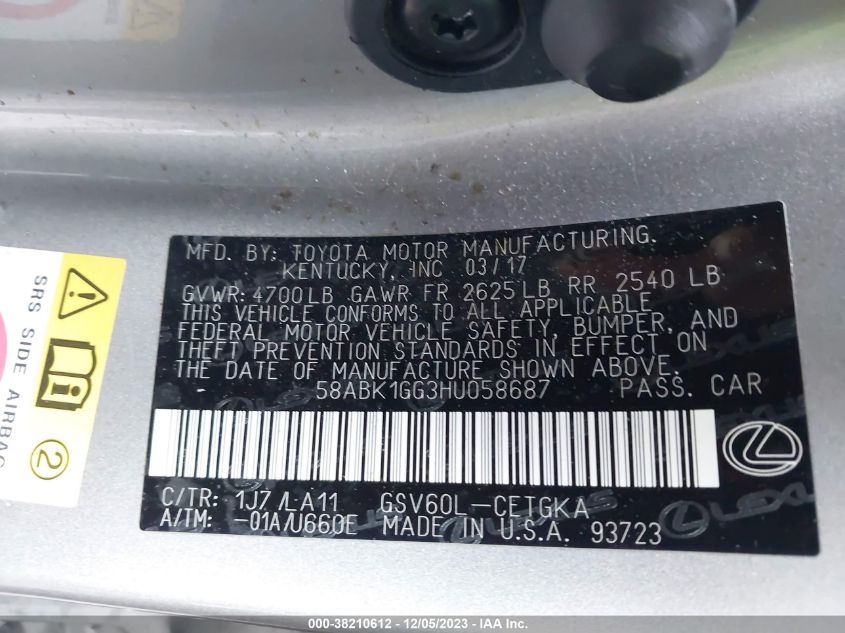 MFD. BY: TOYOTA MOTOR MANUFACTURING,
KENTUCKY, INC 03/17
GVWR: 4700LB GAWR FR 2625LB RR 2540 LB
THIS VEHICLE CONFORMS TO ALL APPLICABLE
FEDERAL MOTOR VEHICLE SAFETY, BUMPER, AND
THEFT PREVENTION STANDARDS IN EFFECT ON
THE DATE OF MANUFACTURE SHOWN ABOVE.
58ABK1GG3HU058687 PASS. CAR
C/TR: 1J7/LA11 GSV60L-CETGKA
A/TM: -01A/U660E MADE IN U.S.A. 93723
LEXUS
SRS SIDE AIRBAG
2
000-38210612 - 12/05/2023 - IAA Inc.